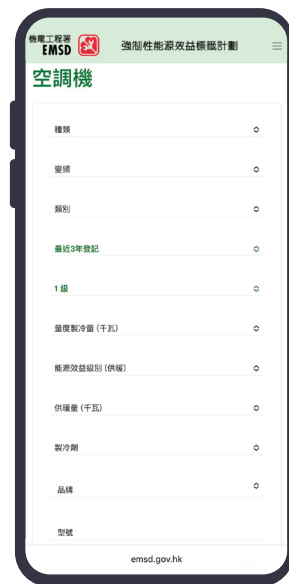 機電工程署
EMSD
強制性能源效益標籤計劃
空調機
種類
變頻
類別
最近3年登記
1 級
量度製冷量 (千瓦)
能源效益級別 (供暖)
供暖量 (千瓦)
製冷劑
品牌
型號
emsd.gov.hk